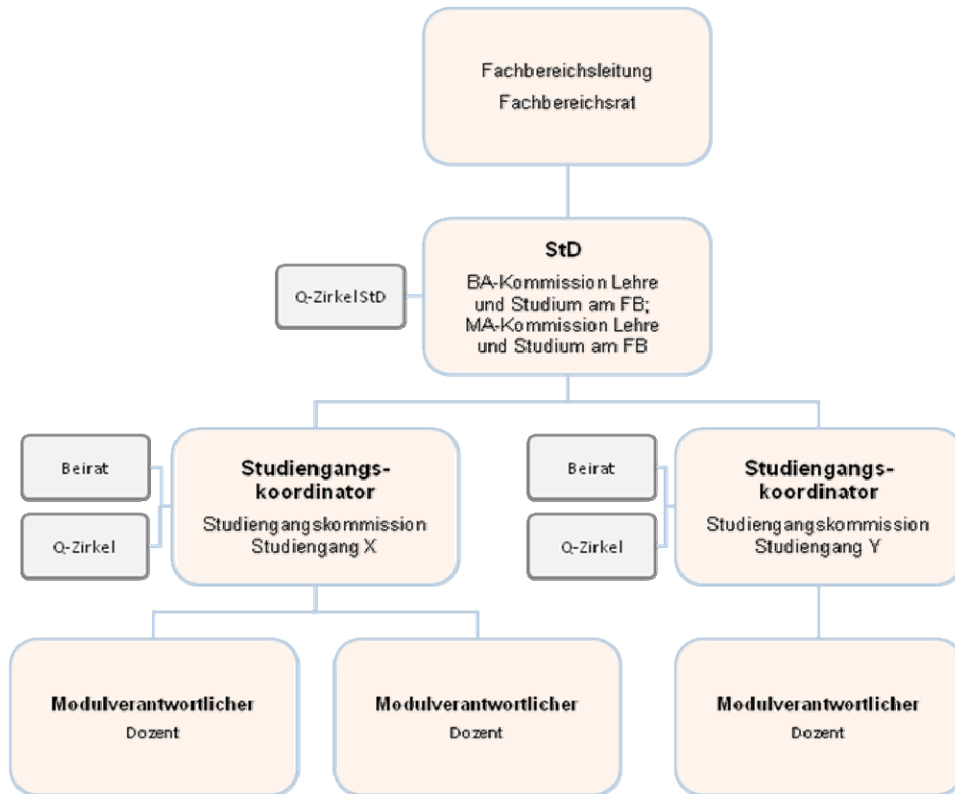 Fachbereichsleitung
Fachbereichsrat
StD
BA-Kommission Lehre
und Studium am FB;
MA-Kommission Lehre
und Studium am FB
Q-Zirkel StD
Beirat
Q-Zirkel
Studiengangs-
koordinator
Studiengangskommission
Studiengang X
Beirat
Q-Zirkel
Studiengangs-
koordinator
Studiengangskommission
Studiengang Y
Modulverantwortlicher
Dozent
Modulverantwortlicher
Dozent
Modulverantwortlicher
Dozent